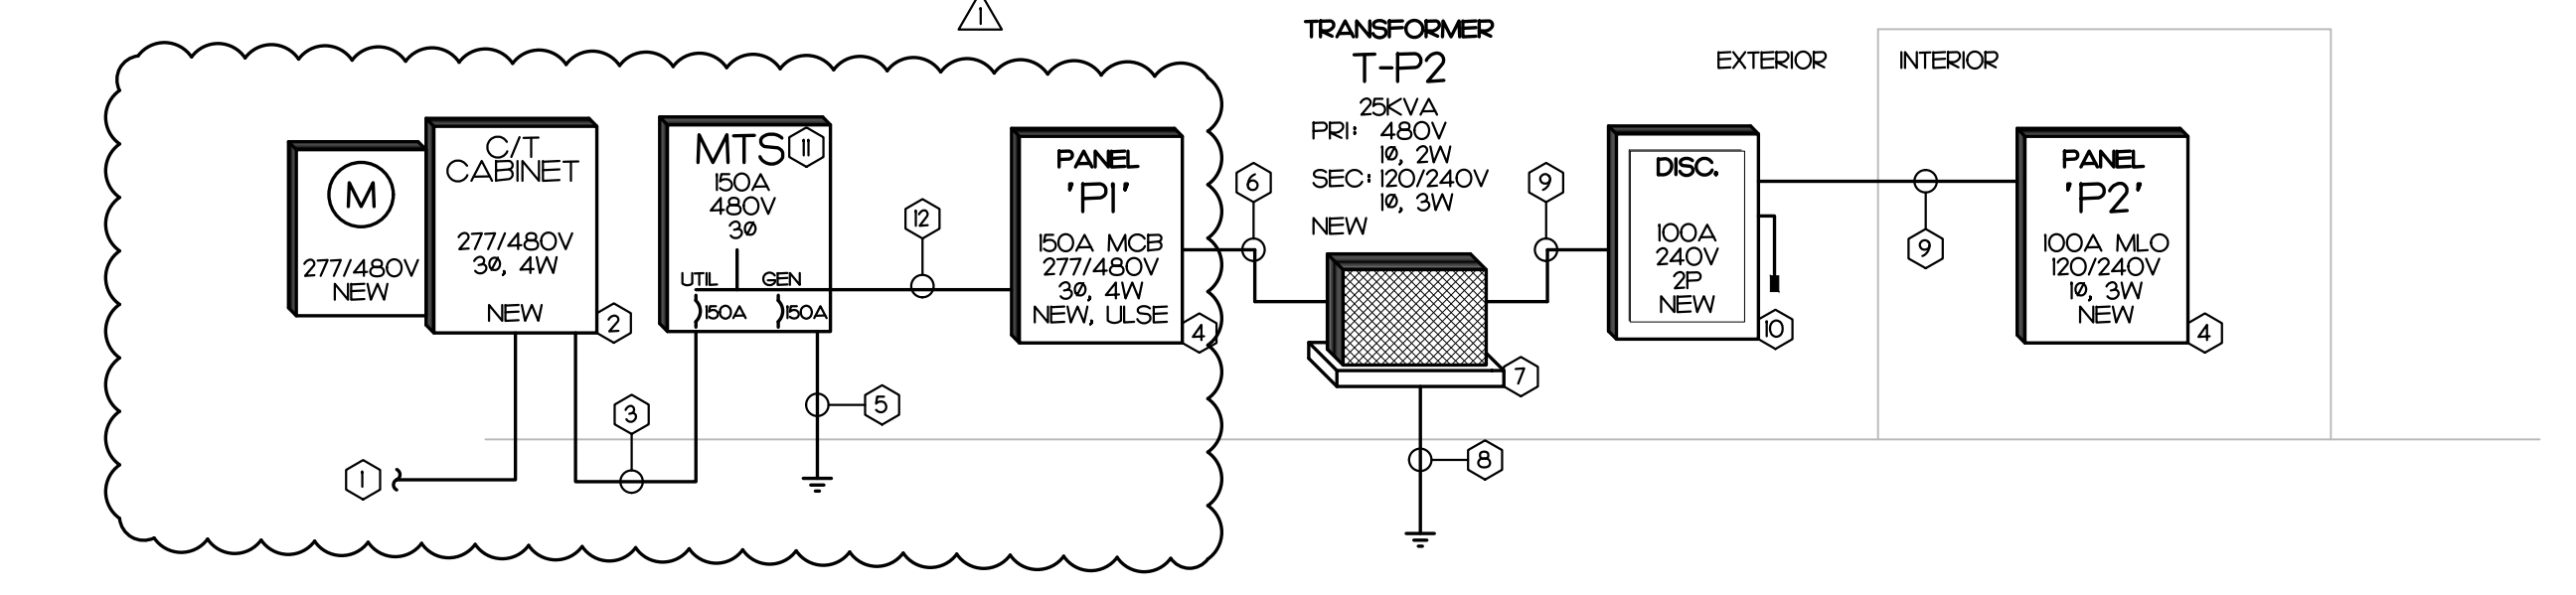 1
TRANSFORMER
T-P2
25KVA
PRI: 480V
1Ø, 2W
SEC: 120/240V
1Ø, 3W
NEW
EXTERIOR
INTERIOR
M
277/480V
NEW
C/T
CABINET
277/480V
3Ø, 4W
NEW
2
MTS
11
150A
480V
3Ø
UTIL
GEN
150A
150A
12
PANEL
'P1'
150A MCB
277/480V
3Ø, 4W
NEW, ULSE
4
6
9
DISC.
100A
240V
2P
NEW
10
9
PANEL
'P2'
100A MLO
120/240V
1Ø, 3W
NEW
4
7
3
5
1
8